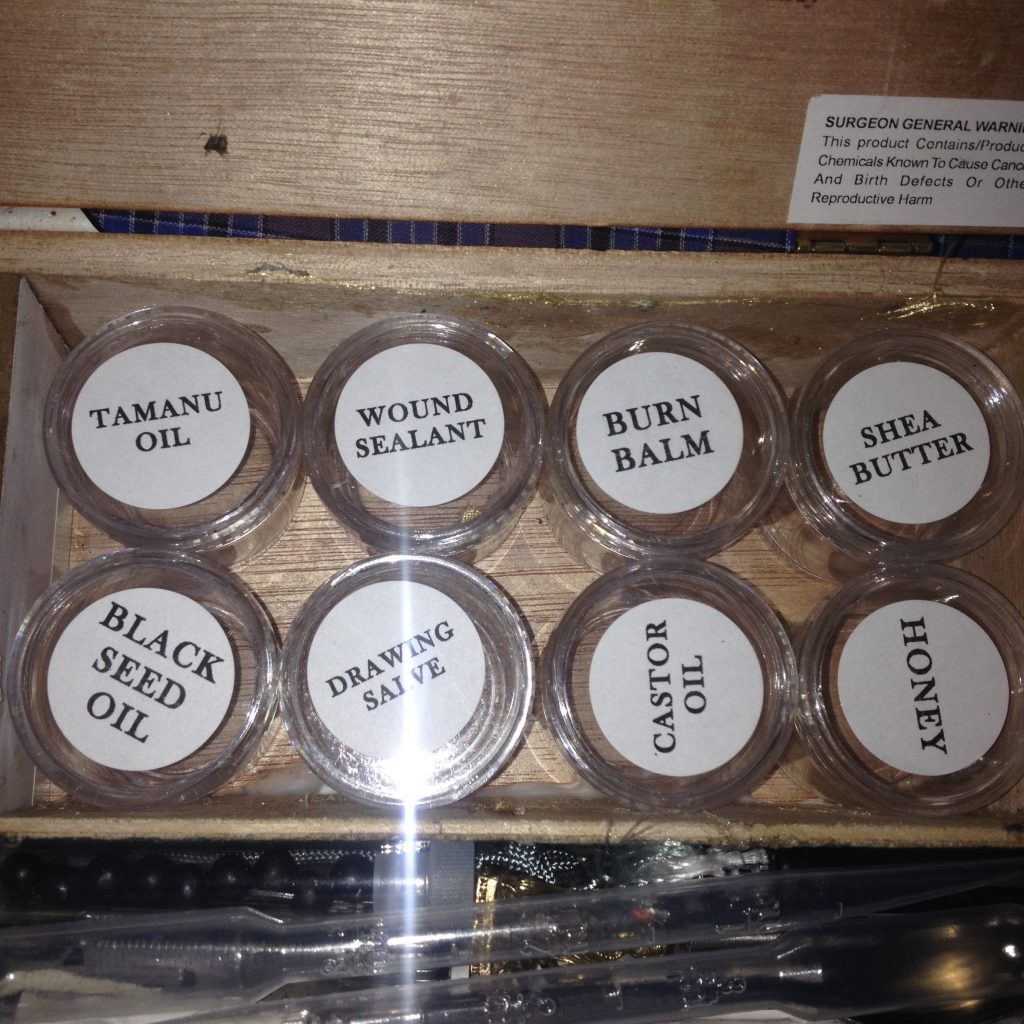 SURGEON GENERAL WARNIN
This product Contains/Produc
Chemicals Known To Cause Canc
And Birth Defects Or Othe
Reproductive Harm
TAMANU
OIL
WOUND
SEALANT
BURN
BALM
SHEA
BUTTER
BLACK
SEED
OIL
DRAWING
SALVE
CASTOR
OIL
HONEY